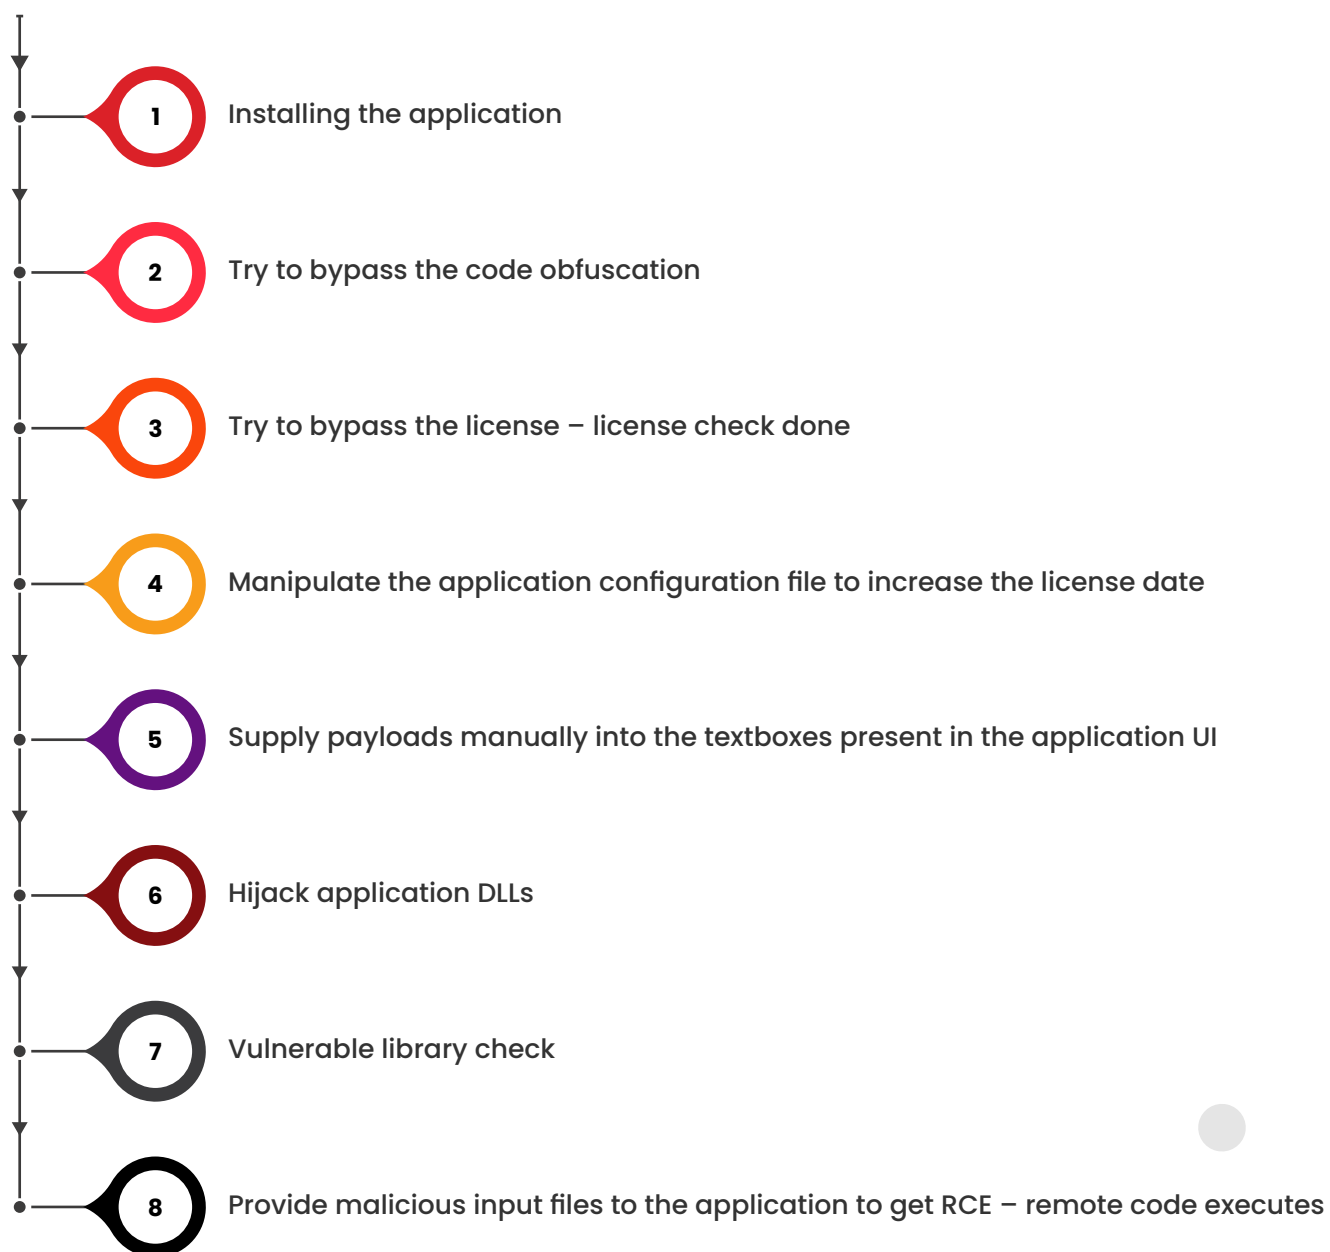 1 Installing the application
2 Try to bypass the code obfuscation
3 Try to bypass the license – license check done
4 Manipulate the application configuration file to increase the license date
5 Supply payloads manually into the textboxes present in the application UI
6 Hijack application DLLs
7 Vulnerable library check
8 Provide malicious input files to the application to get RCE – remote code executes